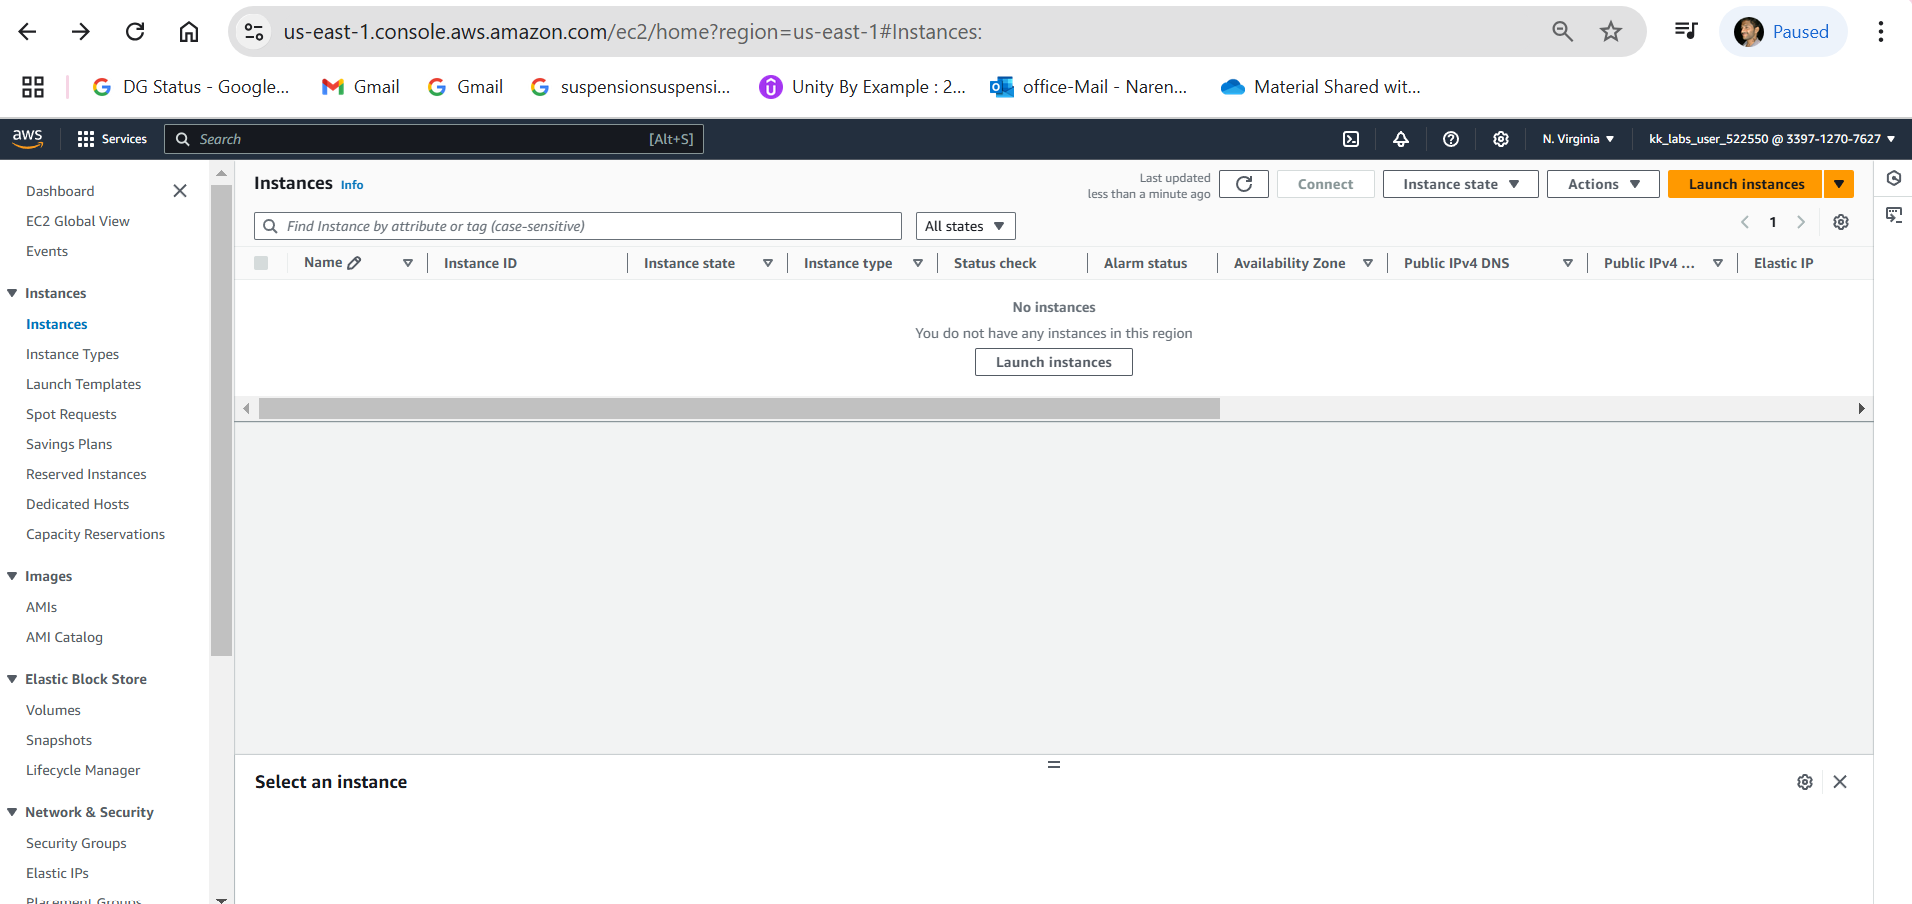 us-east-1.console.aws.amazon.com/ec2/home?region=us-east-1#Instances:
Paused
DG Status - Google...
Gmail
Gmail
suspensionsuspensi...
Unity By Example : 2...
office-Mail - Naren...
Material Shared wit...
aws
Services
Search
[Alt+S]
N. Virginia
kk_labs_user_522550 @ 3397-1270-7627
Dashboard
EC2 Global View
Events
Instances
Instances
Instance Types
Launch Templates
Spot Requests
Savings Plans
Reserved Instances
Dedicated Hosts
Capacity Reservations
Images
AMIs
AMI Catalog
Elastic Block Store
Volumes
Snapshots
Lifecycle Manager
Network & Security
Security Groups
Elastic IPs
Placement Groups
Instances Info
Last updated
less than a minute ago
Connect
Instance state
Actions
Launch instances
Find Instance by attribute or tag (case-sensitive)
All states
1
Name
Instance ID
Instance state
Instance type
Status check
Alarm status
Availability Zone
Public IPv4 DNS
Public IPv4 ...
Elastic IP
No instances
You do not have any instances in this region
Launch instances
Select an instance